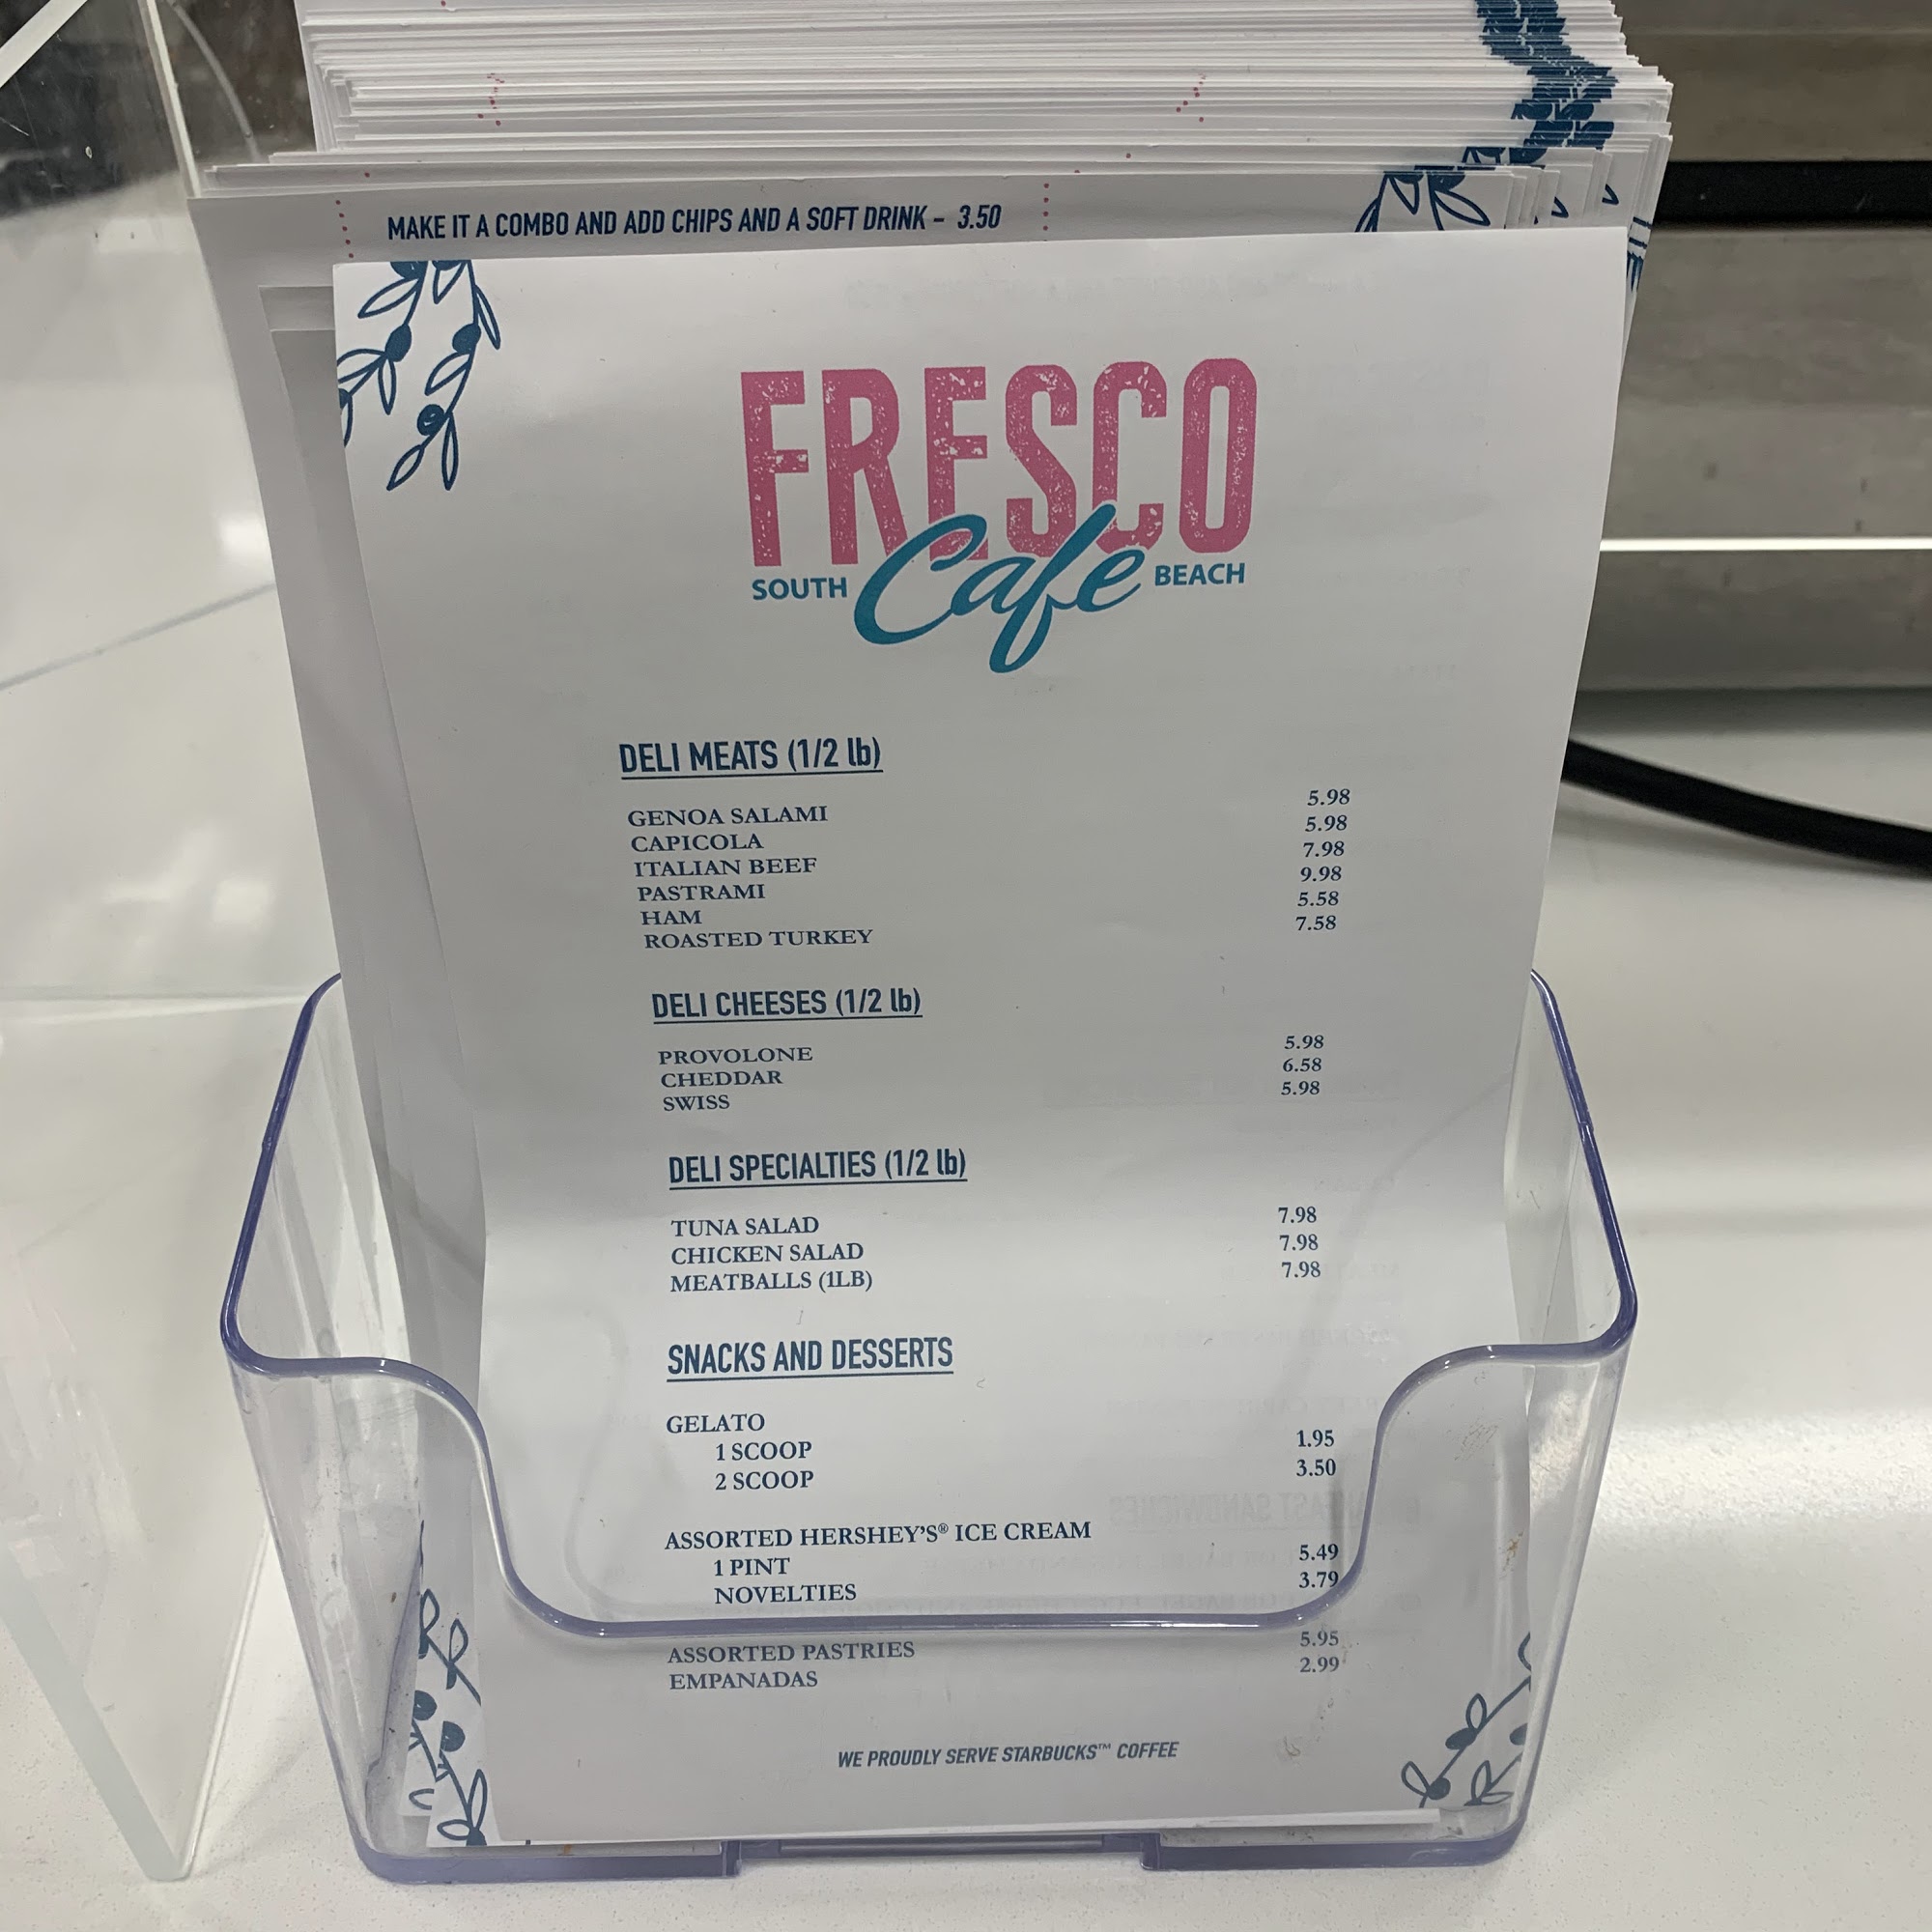 MAKE IT A COMBO AND ADD CHIPS AND A SOFT DRINK – 3.50
FRESCO
SOUTH Cafe BEACH
DELI MEATS (1/2 lb)
GENOA SALAMI 5.98
CAPICOLA 5.98
ITALIAN BEEF 7.98
PASTRAMI 9.98
HAM 5.58
ROASTED TURKEY 7.58
DELI CHEESES (1/2 lb)
PROVOLONE 5.98
CHEDDAR 6.58
SWISS 5.98
DELI SPECIALTIES (1/2 lb)
TUNA SALAD 7.98
CHICKEN SALAD 7.98
MEATBALLS (1LB) 7.98
SNACKS AND DESSERTS
GELATO
1 SCOOP 1.95
2 SCOOP 3.50
ASSORTED HERSHEY'S® ICE CREAM
1 PINT 5.49
NOVELTIES 3.79
ASSORTED PASTRIES 5.95
EMPANADAS 2.99
WE PROUDLY SERVE STARBUCKS™ COFFEE